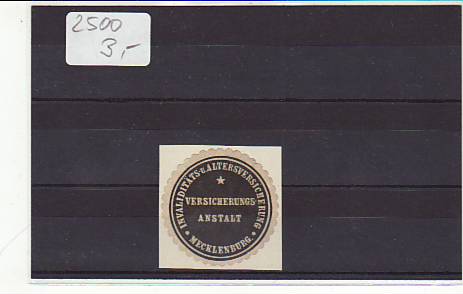 2500
3,-
INVALIDITÄTS-U.ALTERSVERSICHERUNG
★
VERSICHERUNGS-
ANSTALT
* MECKLENBURG. *